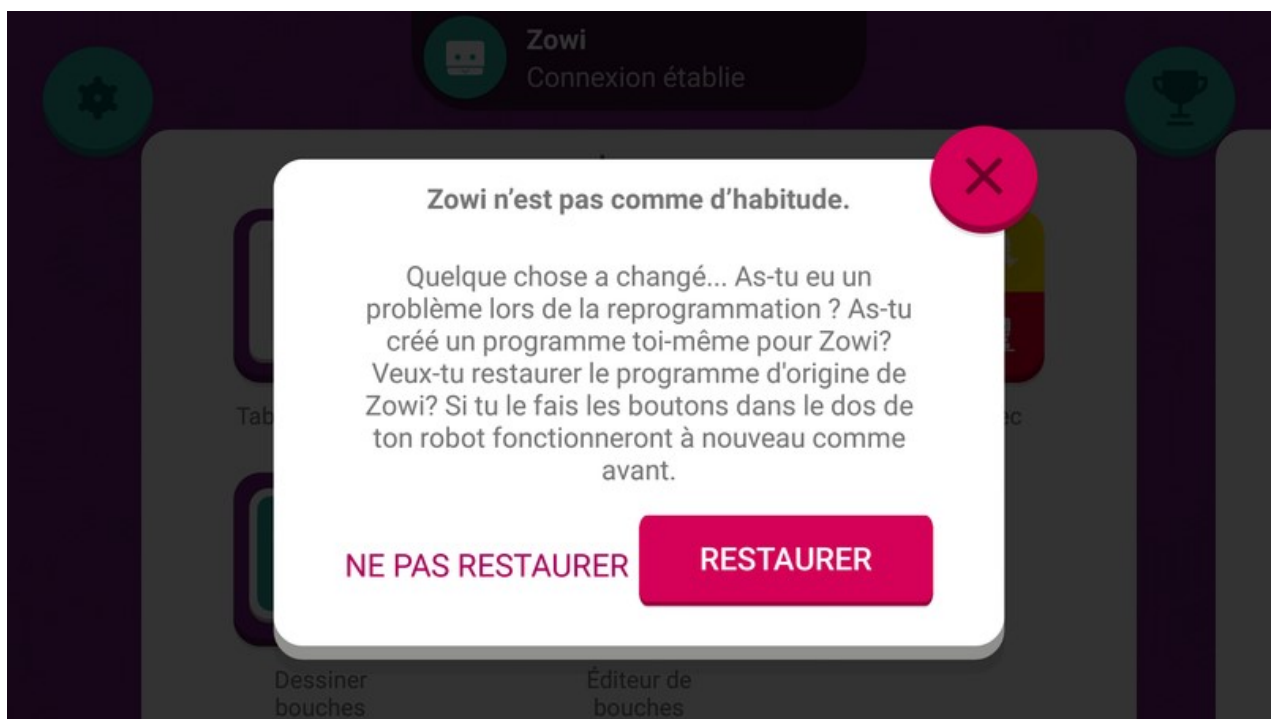 Zowi
Connexion établie
Zowi n’est pas comme d’habitude.
Quelque chose a changé... As-tu eu un
problème lors de la reprogrammation ? As-tu
créé un programme toi-même pour Zowi?
Veux-tu restaurer le programme d'origine de
Zowi? Si tu le fais les boutons dans le dos de
ton robot fonctionneront à nouveau comme
avant.
NE PAS RESTAURER
RESTAURER
Dessiner
bouches
Éditeur de
bouches